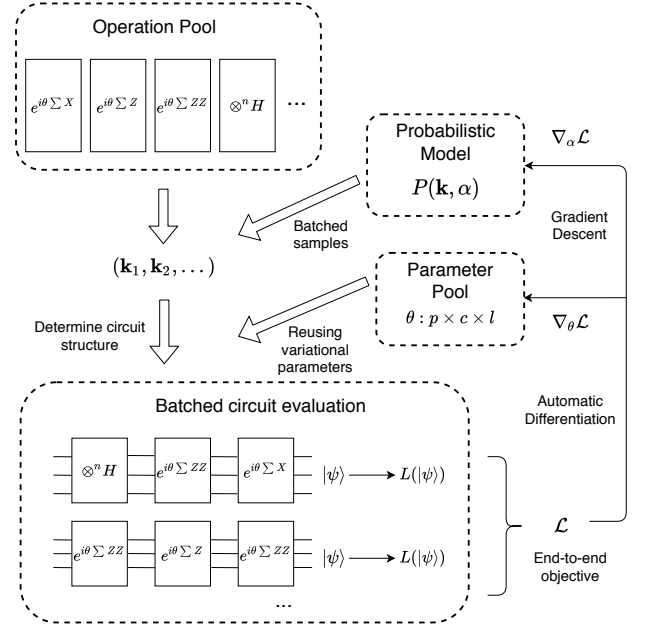 Operation Pool
e^{iθ∑X} e^{iθ∑Z} e^{iθ∑ZZ} ⊗^n H ...
Probabilistic
Model
P(𝐤, α)
∇_α ℒ
Batched
samples
Gradient
Descent
(𝐤₁, 𝐤₂, . . . )
Parameter
Pool
θ : p × c × l
∇_θ ℒ
Determine circuit
structure
Reusing
variational
parameters
Automatic
Differentiation
Batched circuit evaluation
⊗^n H e^{iθ∑ZZ} e^{iθ∑X} |ψ⟩ L(|ψ⟩)
e^{iθ∑ZZ} e^{iθ∑Z} e^{iθ∑ZZ} |ψ⟩ L(|ψ⟩)
...
ℒ
End-to-end
objective